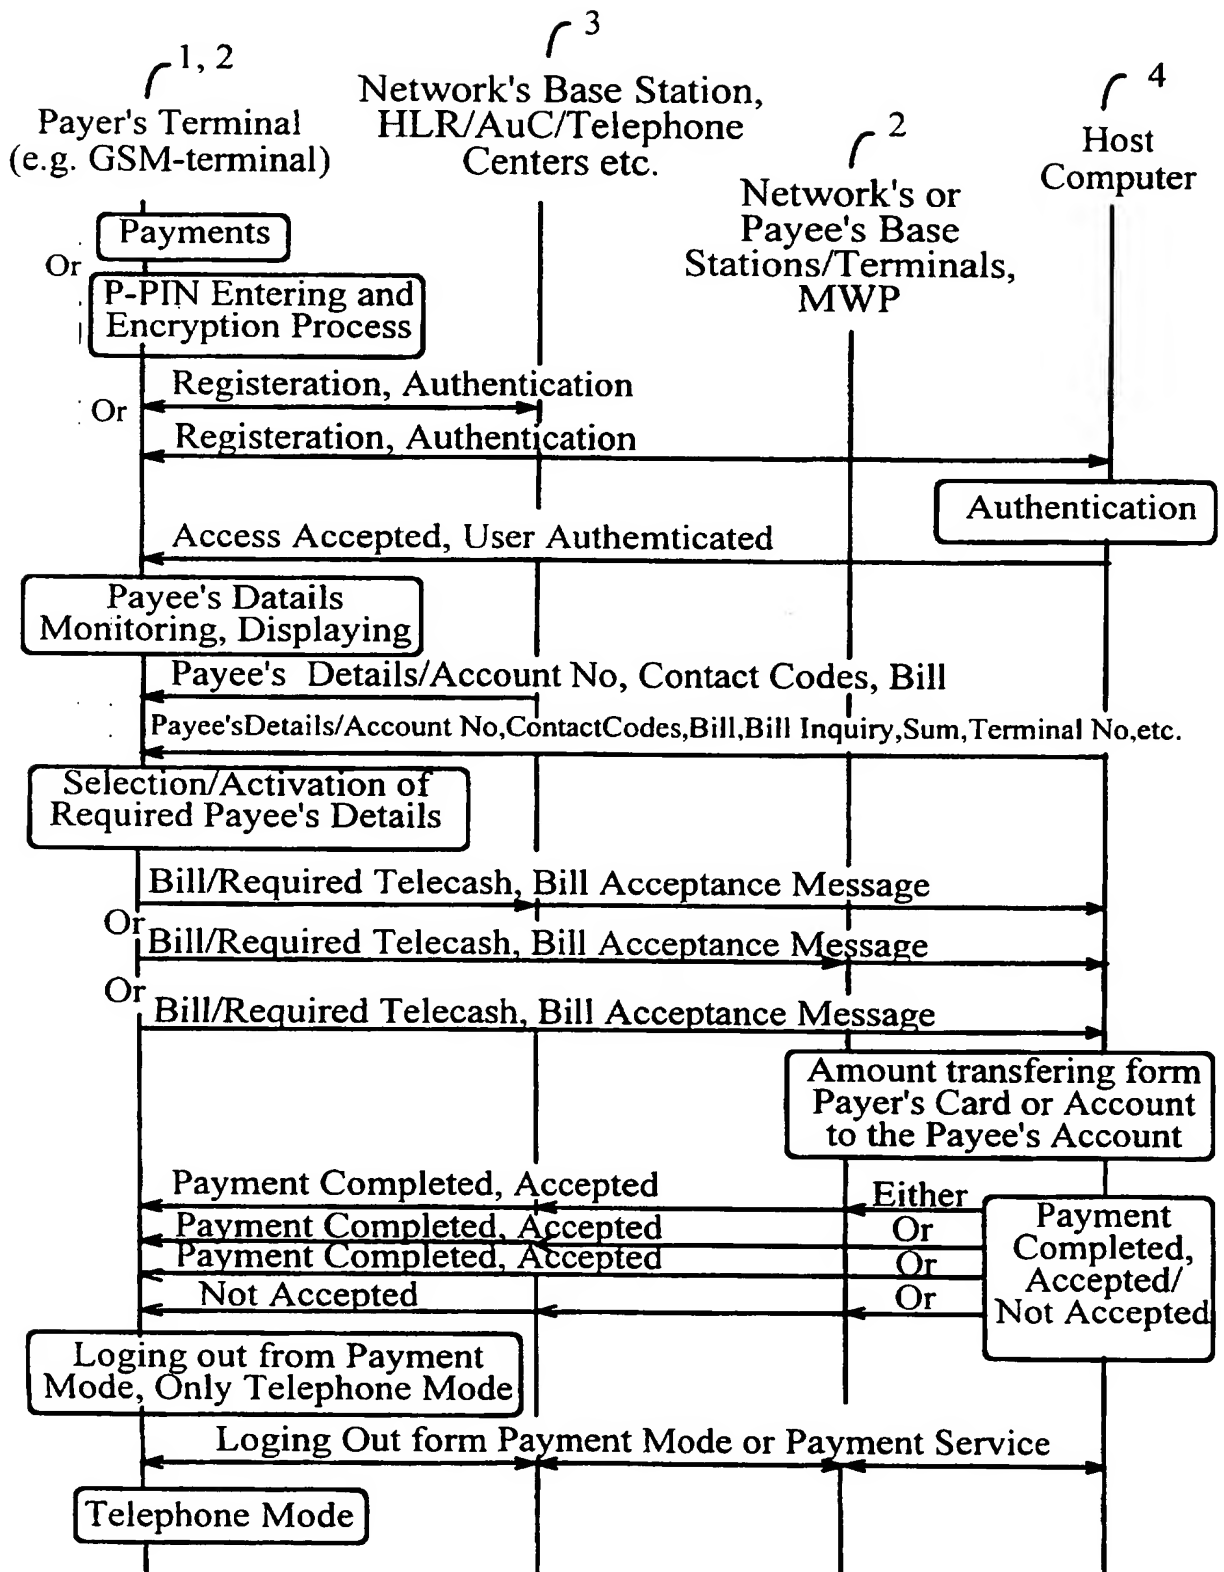 3
1, 2
Network's Base Station,
HLR/AuC/Telephone
Centers etc.
4
Payer's Terminal
(e.g. GSM-terminal)
2
Host
Computer
Network's or
Payee's Base
Stations/Terminals,
MWP
Payments
Or
P-PIN Entering and
Encryption Process
Registeration, Authentication
Or
Registeration, Authentication
Authentication
Access Accepted, User Authemticated
Payee's Datails
Monitoring, Displaying
Payee's Details/Account No, Contact Codes, Bill
Payee'sDetails/Account No,ContactCodes,Bill,Bill Inquiry,Sum,Terminal No,etc.
Selection/Activation of
Required Payee's Details
Bill/Required Telecash, Bill Acceptance Message
Or
Bill/Required Telecash, Bill Acceptance Message
Or
Bill/Required Telecash, Bill Acceptance Message
Amount transfering form
Payer's Card or Account
to the Payee's Account
Payment Completed, Accepted
Either
Payment Completed, Accepted
Or
Payment Completed, Accepted
Or
Not Accepted
Or
Payment
Completed,
Accepted/
Not Accepted
Loging out from Payment
Mode, Only Telephone Mode
Loging Out form Payment Mode or Payment Service
Telephone Mode